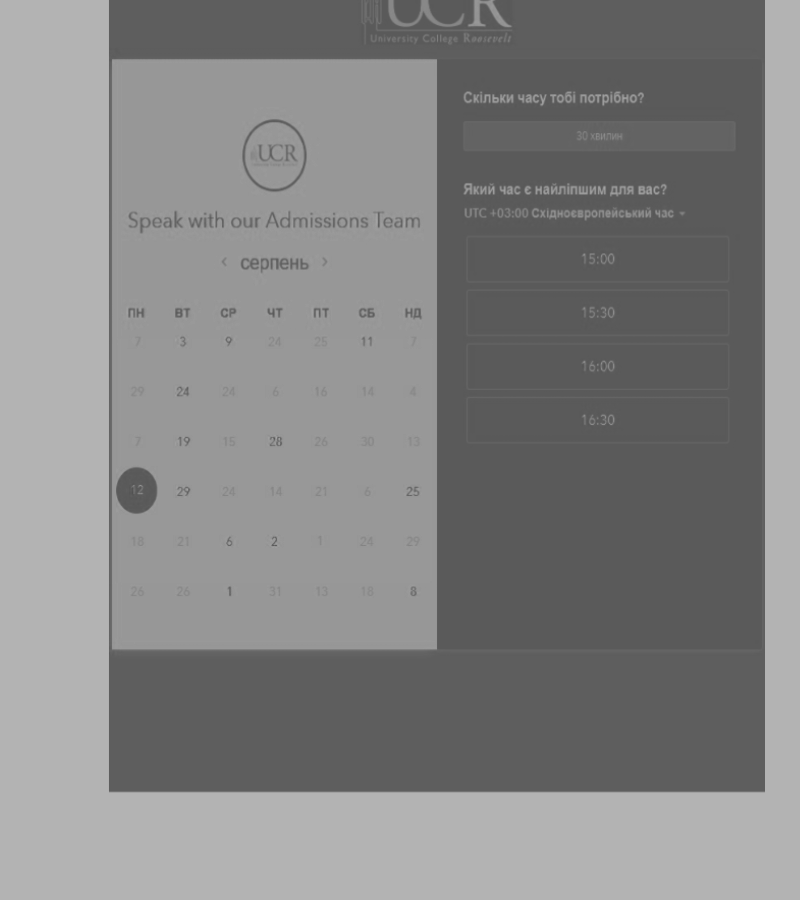 UCR
University College Roosevelt
UCR
Speak with our Admissions Team
‹ серпень ›
ПН ВТ СР ЧТ ПТ СБ НД
7 3 9 24 25 11 7
29 24 24 6 16 14 4
7 19 15 28 26 30 13
12 29 24 14 21 6 25
18 21 6 2 1 24 29
26 26 1 31 13 18 8
Скільки часу тобі потрібно?
30 хвилин
Який час є найліпшим для вас?
UTC +03:00 Східноєвропейський час
15:00
15:30
16:00
16:30